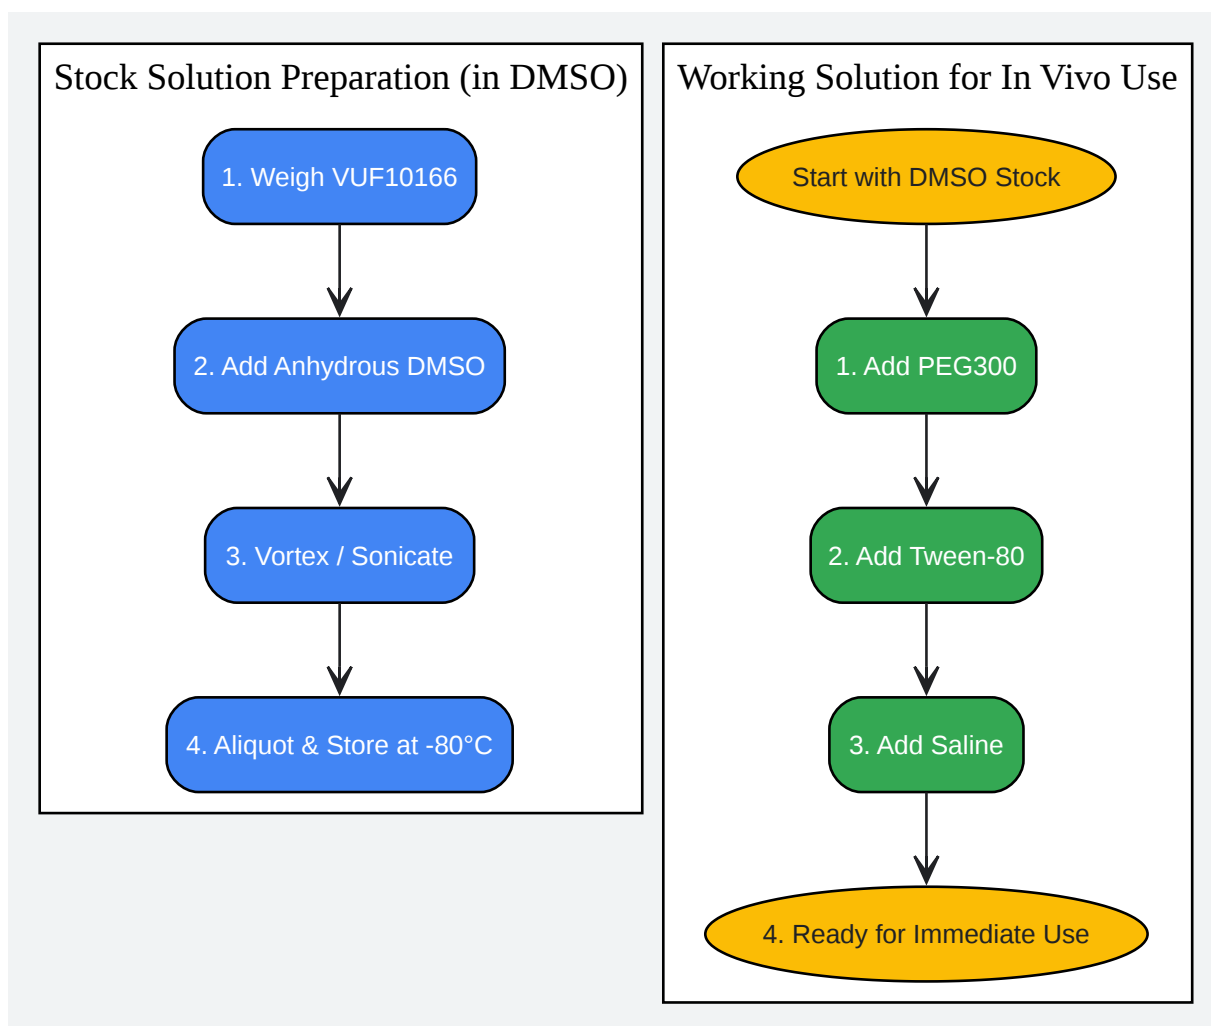 Stock Solution Preparation (in DMSO)
1. Weigh VUF10166
2. Add Anhydrous DMSO
3. Vortex / Sonicate
4. Aliquot & Store at -80°C
Working Solution for In Vivo Use
Start with DMSO Stock
1. Add PEG300
2. Add Tween-80
3. Add Saline
4. Ready for Immediate Use